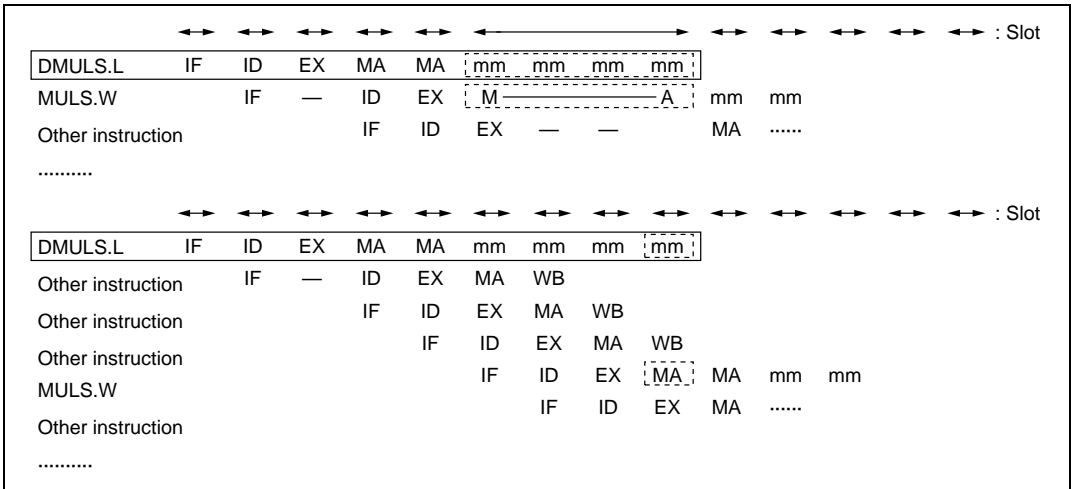 : Slot
DMULS.L IF ID EX MA MA mm mm mm mm
MULS.W IF — ID EX M A mm mm
Other instruction IF ID EX — — MA ......
..........
: Slot
DMULS.L IF ID EX MA MA mm mm mm mm
Other instruction IF — ID EX MA WB
Other instruction IF ID EX MA WB
Other instruction IF ID EX MA WB
MULS.W IF ID EX MA MA mm mm
Other instruction IF ID EX MA ......
..........